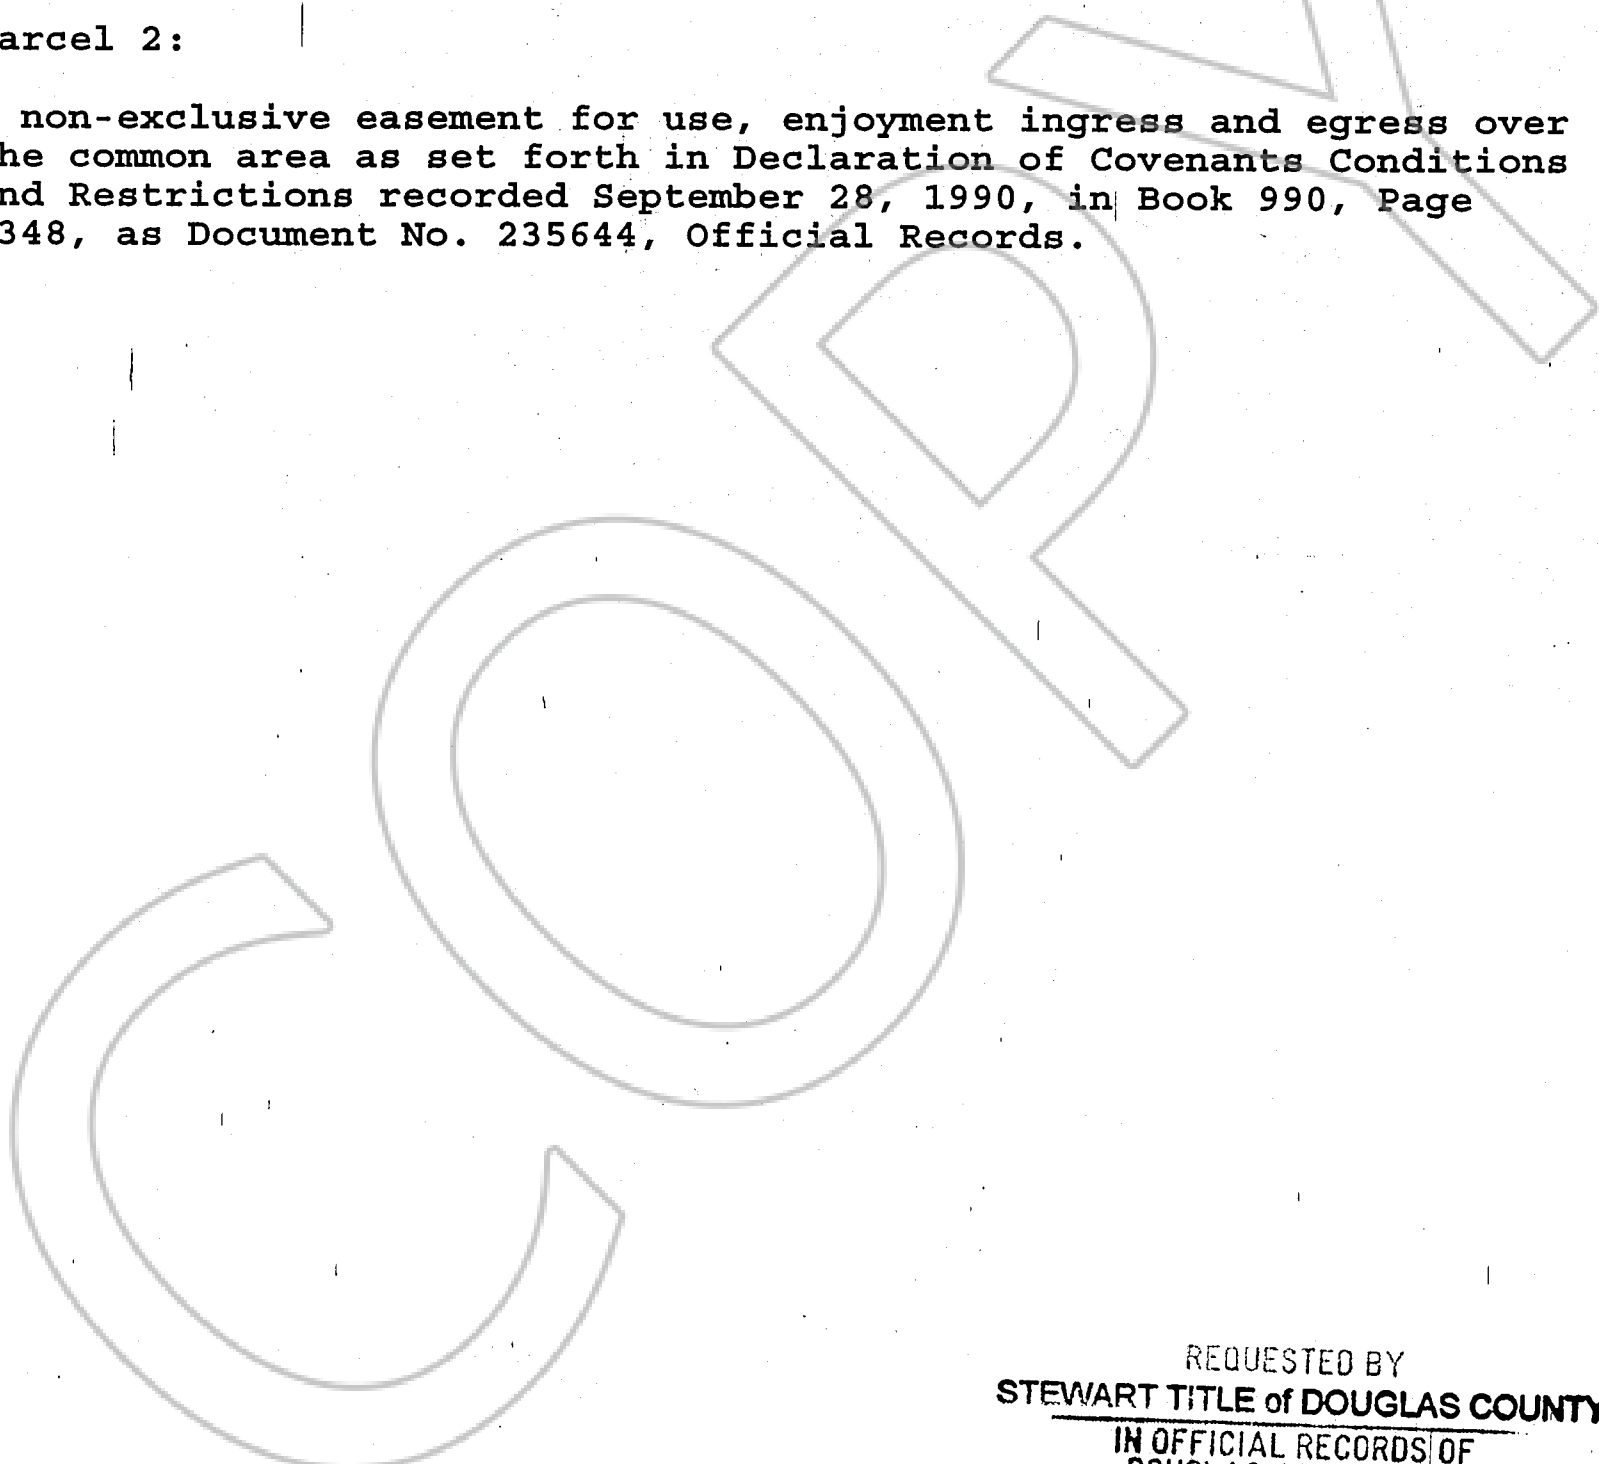 arcel 2:
non-exclusive easement for use, enjoyment ingress and egress over
he common area as set forth in Declaration of Covenants Conditions
nd Restrictions recorded September 28, 1990, in Book 990, Page
348, as Document No. 235644, Official Records.
COPY
REQUESTED BY
STEWART TITLE of DOUGLAS COUNTY
IN OFFICIAL RECORDS OF